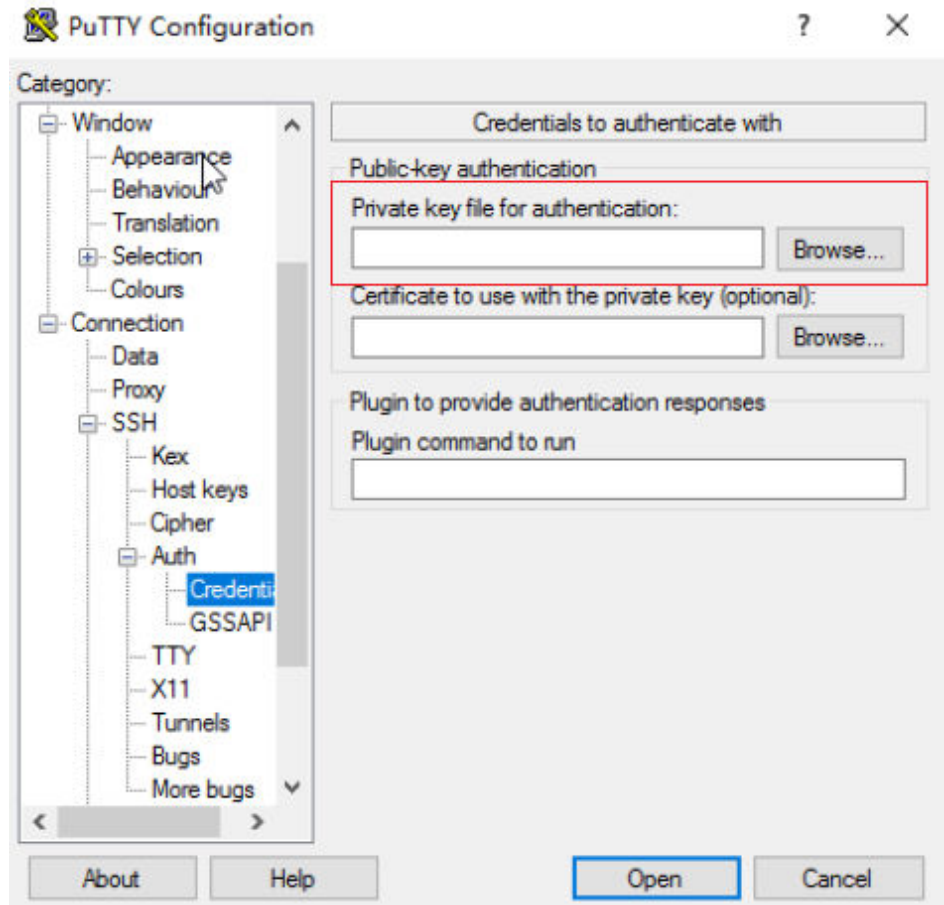 PuTTY Configuration
Category:
Window
Appearance
Behaviour
Translation
Selection
Colours
Connection
Data
Proxy
SSH
Kex
Host keys
Cipher
Auth
Credentia
GSSAPI
TTY
X11
Tunnels
Bugs
More bugs
Credentials to authenticate with
Public-key authentication
Private key file for authentication:
Browse...
Certificate to use with the private key (optional):
Browse...
Plugin to provide authentication responses
Plugin command to run
About
Help
Open
Cancel